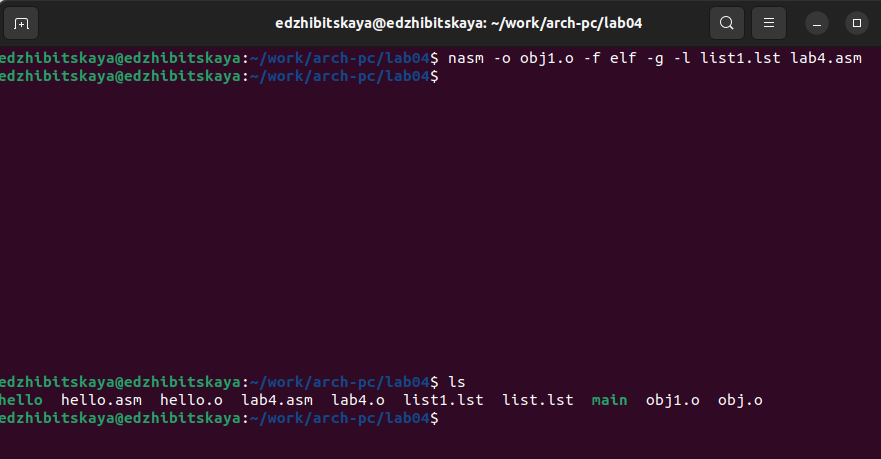 edzhibitskaya@edzhibitskaya: ~/work/arch-pc/lab04
edzhibitskaya@edzhibitskaya:~/work/arch-pc/lab04$ nasm -o obj1.o -f elf -g -l list1.lst lab4.asm
edzhibitskaya@edzhibitskaya:~/work/arch-pc/lab04$
edzhibitskaya@edzhibitskaya:~/work/arch-pc/lab04$ ls
hello hello.asm hello.o lab4.asm lab4.o list1.lst list.lst main obj1.o obj.o
edzhibitskaya@edzhibitskaya:~/work/arch-pc/lab04$